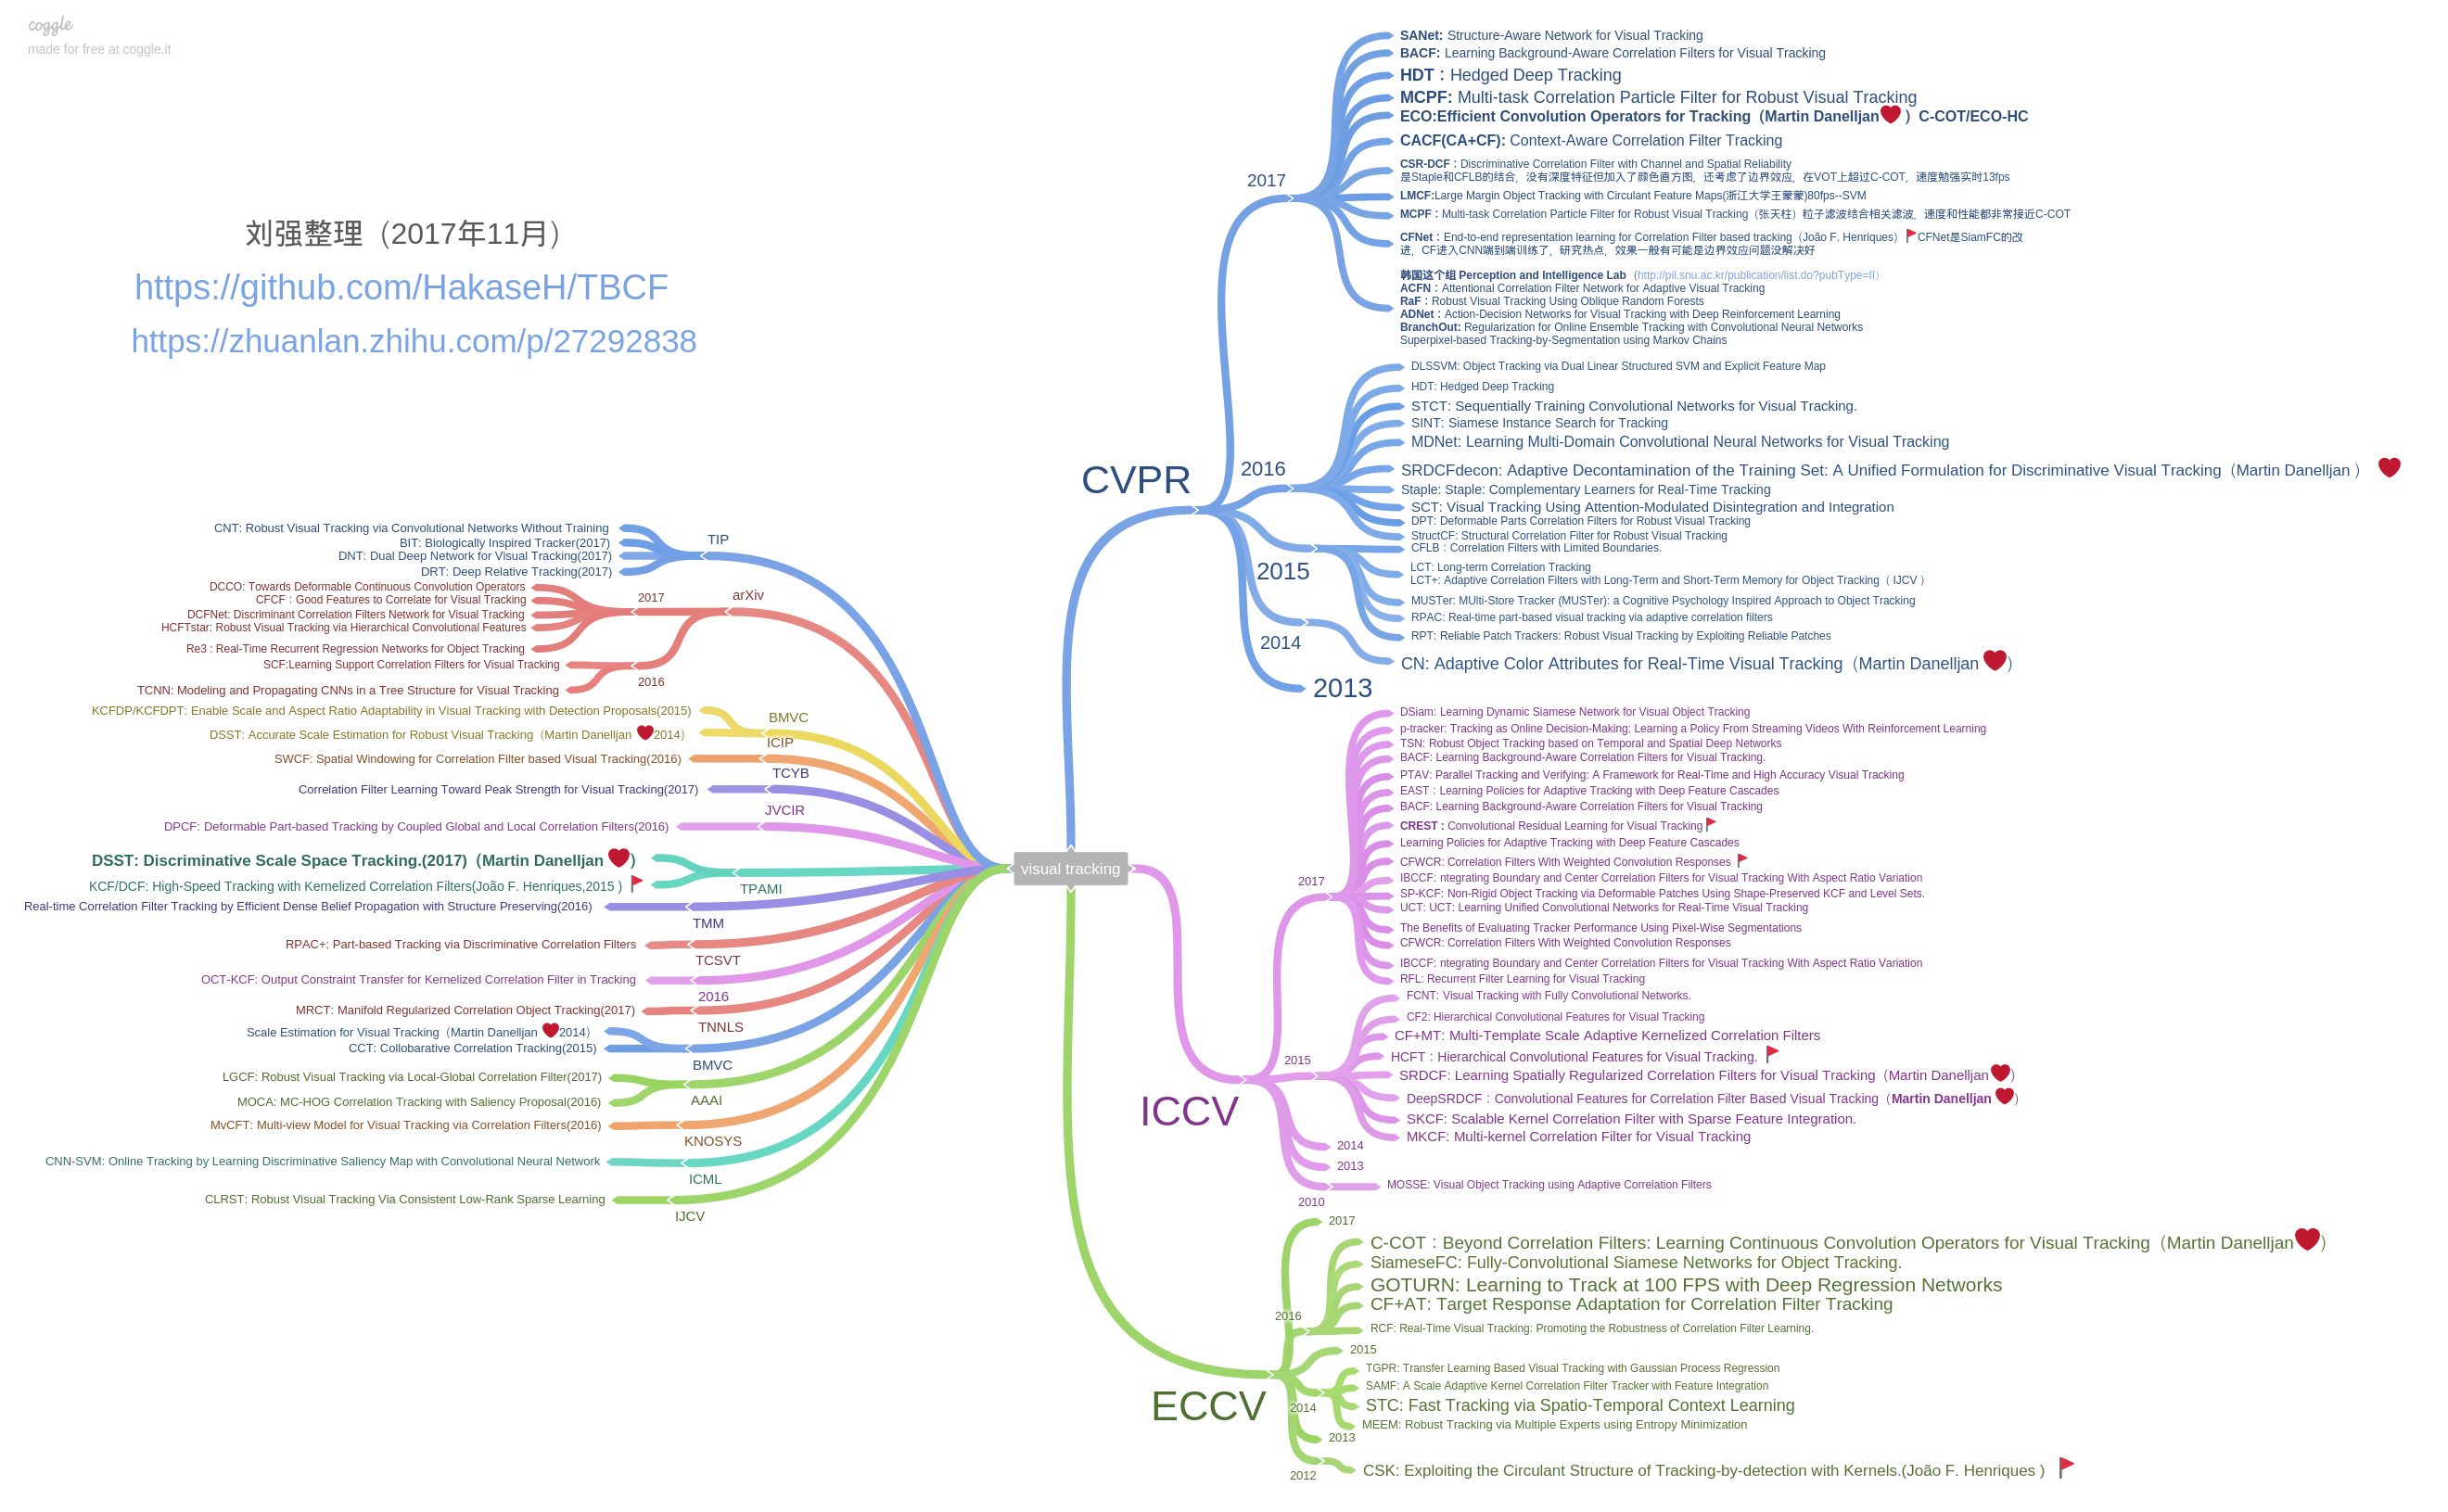 coggle
made for free at coggle.it
刘强整理（2017年11月）
https://github.com/HakaseH/TBCF
https://zhuanlan.zhihu.com/p/27292838
visual tracking
CVPR
2017
SANet: Structure-Aware Network for Visual Tracking
BACF: Learning Background-Aware Correlation Filters for Visual Tracking
HDT：Hedged Deep Tracking
MCPF: Multi-task Correlation Particle Filter for Robust Visual Tracking
ECO:Efficient Convolution Operators for Tracking（Martin Danelljan ）C-COT/ECO-HC
CACF(CA+CF): Context-Aware Correlation Filter Tracking
CSR-DCF：Discriminative Correlation Filter with Channel and Spatial Reliability
是Staple和CFLB的结合，没有深度特征但加入了颜色直方图，还考虑了边界效应，在VOT上超过C-COT，速度勉强实时13fps
LMCF:Large Margin Object Tracking with Circulant Feature Maps(浙江大学王蒙蒙)80fps--SVM
MCPF：Multi-task Correlation Particle Filter for Robust Visual Tracking（张天柱）粒子滤波结合相关滤波，速度和性能都非常接近C-COT
CFNet：End-to-end representation learning for Correlation Filter based tracking（João F. Henriques） CFNet是SiamFC的改
进，CF进入CNN端到端训练了，研究热点，效果一般有可能是边界效应问题没解决好
韩国这个组 Perception and Intelligence Lab（http://pil.snu.ac.kr/publication/list.do?pubType=II）
ACFN：Attentional Correlation Filter Network for Adaptive Visual Tracking
RaF：Robust Visual Tracking Using Oblique Random Forests
ADNet：Action-Decision Networks for Visual Tracking with Deep Reinforcement Learning
BranchOut: Regularization for Online Ensemble Tracking with Convolutional Neural Networks
Superpixel-based Tracking-by-Segmentation using Markov Chains
2016
DLSSVM: Object Tracking via Dual Linear Structured SVM and Explicit Feature Map
HDT: Hedged Deep Tracking
STCT: Sequentially Training Convolutional Networks for Visual Tracking.
SINT: Siamese Instance Search for Tracking
MDNet: Learning Multi-Domain Convolutional Neural Networks for Visual Tracking
SRDCFdecon: Adaptive Decontamination of the Training Set: A Unified Formulation for Discriminative Visual Tracking（Martin Danelljan ）
Staple: Staple: Complementary Learners for Real-Time Tracking
SCT: Visual Tracking Using Attention-Modulated Disintegration and Integration
DPT: Deformable Parts Correlation Filters for Robust Visual Tracking
StructCF: Structural Correlation Filter for Robust Visual Tracking
2015
CFLB：Correlation Filters with Limited Boundaries.
LCT: Long-term Correlation Tracking
LCT+: Adaptive Correlation Filters with Long-Term and Short-Term Memory for Object Tracking（ IJCV ）
MUSTer: MUlti-Store Tracker (MUSTer): a Cognitive Psychology Inspired Approach to Object Tracking
RPAC: Real-time part-based visual tracking via adaptive correlation filters
RPT: Reliable Patch Trackers: Robust Visual Tracking by Exploiting Reliable Patches
2014
CN: Adaptive Color Attributes for Real-Time Visual Tracking（Martin Danelljan ）
2013
ICCV
2017
DSiam: Learning Dynamic Siamese Network for Visual Object Tracking
p-tracker: Tracking as Online Decision-Making: Learning a Policy From Streaming Videos With Reinforcement Learning
TSN: Robust Object Tracking based on Temporal and Spatial Deep Networks
BACF: Learning Background-Aware Correlation Filters for Visual Tracking.
PTAV: Parallel Tracking and Verifying: A Framework for Real-Time and High Accuracy Visual Tracking
EAST：Learning Policies for Adaptive Tracking with Deep Feature Cascades
BACF: Learning Background-Aware Correlation Filters for Visual Tracking
CREST：Convolutional Residual Learning for Visual Tracking
Learning Policies for Adaptive Tracking with Deep Feature Cascades
CFWCR: Correlation Filters With Weighted Convolution Responses
IBCCF: ntegrating Boundary and Center Correlation Filters for Visual Tracking With Aspect Ratio Variation
SP-KCF: Non-Rigid Object Tracking via Deformable Patches Using Shape-Preserved KCF and Level Sets.
UCT: UCT: Learning Unified Convolutional Networks for Real-Time Visual Tracking
The Benefits of Evaluating Tracker Performance Using Pixel-Wise Segmentations
CFWCR: Correlation Filters With Weighted Convolution Responses
IBCCF: ntegrating Boundary and Center Correlation Filters for Visual Tracking With Aspect Ratio Variation
RFL: Recurrent Filter Learning for Visual Tracking
2015
FCNT: Visual Tracking with Fully Convolutional Networks.
CF2: Hierarchical Convolutional Features for Visual Tracking
CF+MT: Multi-Template Scale Adaptive Kernelized Correlation Filters
HCFT：Hierarchical Convolutional Features for Visual Tracking.
SRDCF: Learning Spatially Regularized Correlation Filters for Visual Tracking（Martin Danelljan ）
DeepSRDCF：Convolutional Features for Correlation Filter Based Visual Tracking（Martin Danelljan ）
SKCF: Scalable Kernel Correlation Filter with Sparse Feature Integration.
MKCF: Multi-kernel Correlation Filter for Visual Tracking
2014
2013
2010
MOSSE: Visual Object Tracking using Adaptive Correlation Filters
ECCV
2017
2016
C-COT：Beyond Correlation Filters: Learning Continuous Convolution Operators for Visual Tracking（Martin Danelljan ）
SiameseFC: Fully-Convolutional Siamese Networks for Object Tracking.
GOTURN: Learning to Track at 100 FPS with Deep Regression Networks
CF+AT: Target Response Adaptation for Correlation Filter Tracking
RCF: Real-Time Visual Tracking: Promoting the Robustness of Correlation Filter Learning.
2015
2014
TGPR: Transfer Learning Based Visual Tracking with Gaussian Process Regression
SAMF: A Scale Adaptive Kernel Correlation Filter Tracker with Feature Integration
STC: Fast Tracking via Spatio-Temporal Context Learning
MEEM: Robust Tracking via Multiple Experts using Entropy Minimization
2013
2012
CSK: Exploiting the Circulant Structure of Tracking-by-detection with Kernels.(João F. Henriques )
TIP
CNT: Robust Visual Tracking via Convolutional Networks Without Training
BIT: Biologically Inspired Tracker(2017)
DNT: Dual Deep Network for Visual Tracking(2017)
DRT: Deep Relative Tracking(2017)
arXiv
2017
DCCO: Towards Deformable Continuous Convolution Operators
CFCF：Good Features to Correlate for Visual Tracking
DCFNet: Discriminant Correlation Filters Network for Visual Tracking
HCFTstar: Robust Visual Tracking via Hierarchical Convolutional Features
Re3 : Real-Time Recurrent Regression Networks for Object Tracking
2016
SCF:Learning Support Correlation Filters for Visual Tracking
TCNN: Modeling and Propagating CNNs in a Tree Structure for Visual Tracking
BMVC
KCFDP/KCFDPT: Enable Scale and Aspect Ratio Adaptability in Visual Tracking with Detection Proposals(2015)
DSST: Accurate Scale Estimation for Robust Visual Tracking（Martin Danelljan 2014）
ICIP
SWCF: Spatial Windowing for Correlation Filter based Visual Tracking(2016)
TCYB
Correlation Filter Learning Toward Peak Strength for Visual Tracking(2017)
JVCIR
DPCF: Deformable Part-based Tracking by Coupled Global and Local Correlation Filters(2016)
TPAMI
DSST: Discriminative Scale Space Tracking.(2017)（Martin Danelljan ）
KCF/DCF: High-Speed Tracking with Kernelized Correlation Filters(João F. Henriques,2015 )
TMM
Real-time Correlation Filter Tracking by Efficient Dense Belief Propagation with Structure Preserving(2016)
TCSVT
RPAC+: Part-based Tracking via Discriminative Correlation Filters
2016
OCT-KCF: Output Constraint Transfer for Kernelized Correlation Filter in Tracking
TNNLS
MRCT: Manifold Regularized Correlation Object Tracking(2017)
BMVC
Scale Estimation for Visual Tracking（Martin Danelljan 2014）
CCT: Collobarative Correlation Tracking(2015)
AAAI
LGCF: Robust Visual Tracking via Local-Global Correlation Filter(2017)
MOCA: MC-HOG Correlation Tracking with Saliency Proposal(2016)
KNOSYS
MvCFT: Multi-view Model for Visual Tracking via Correlation Filters(2016)
ICML
CNN-SVM: Online Tracking by Learning Discriminative Saliency Map with Convolutional Neural Network
IJCV
CLRST: Robust Visual Tracking Via Consistent Low-Rank Sparse Learning